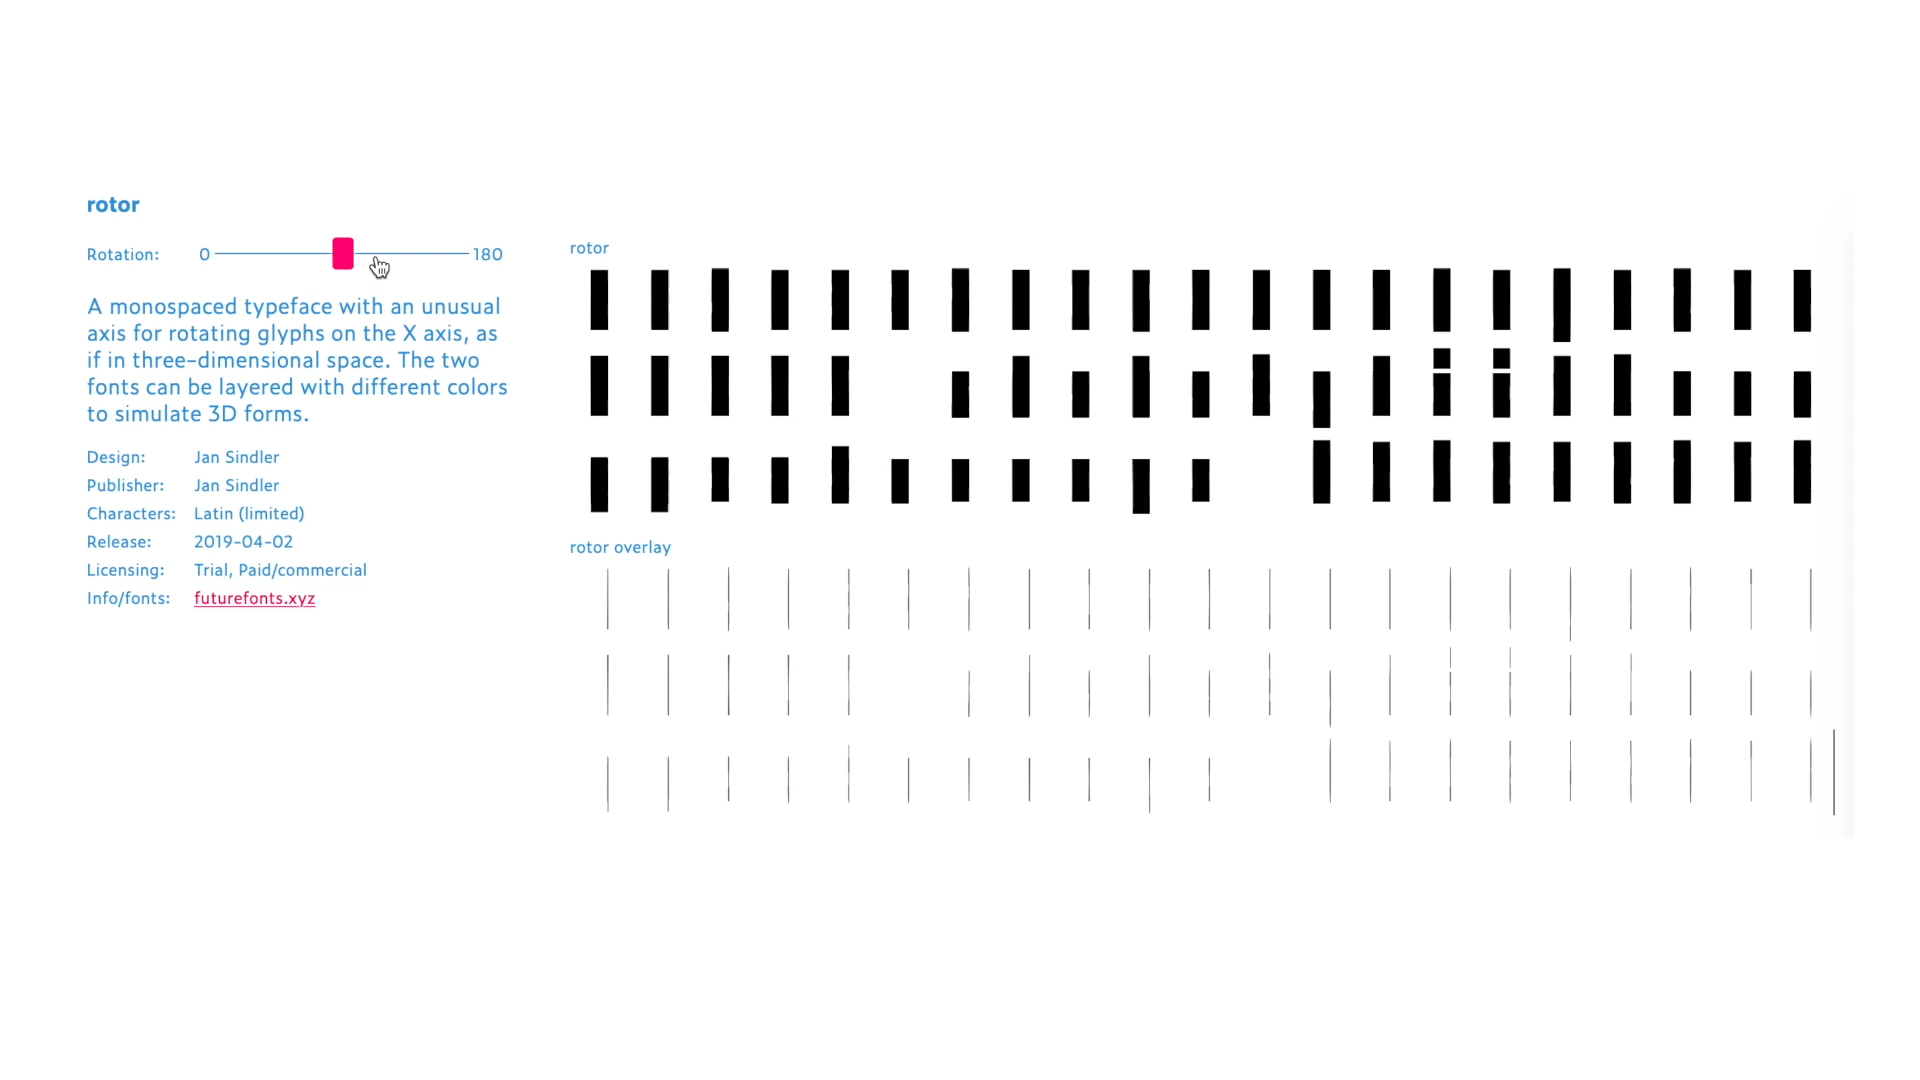 rotor
Rotation: 0 180
A monospaced typeface with an unusual
axis for rotating glyphs on the X axis, as
if in three-dimensional space. The two
fonts can be layered with different colors
to simulate 3D forms.
Design: Jan Sindler
Publisher: Jan Sindler
Characters: Latin (limited)
Release: 2019-04-02
Licensing: Trial, Paid/commercial
Info/fonts: futurefonts.xyz
rotor
rotor overlay